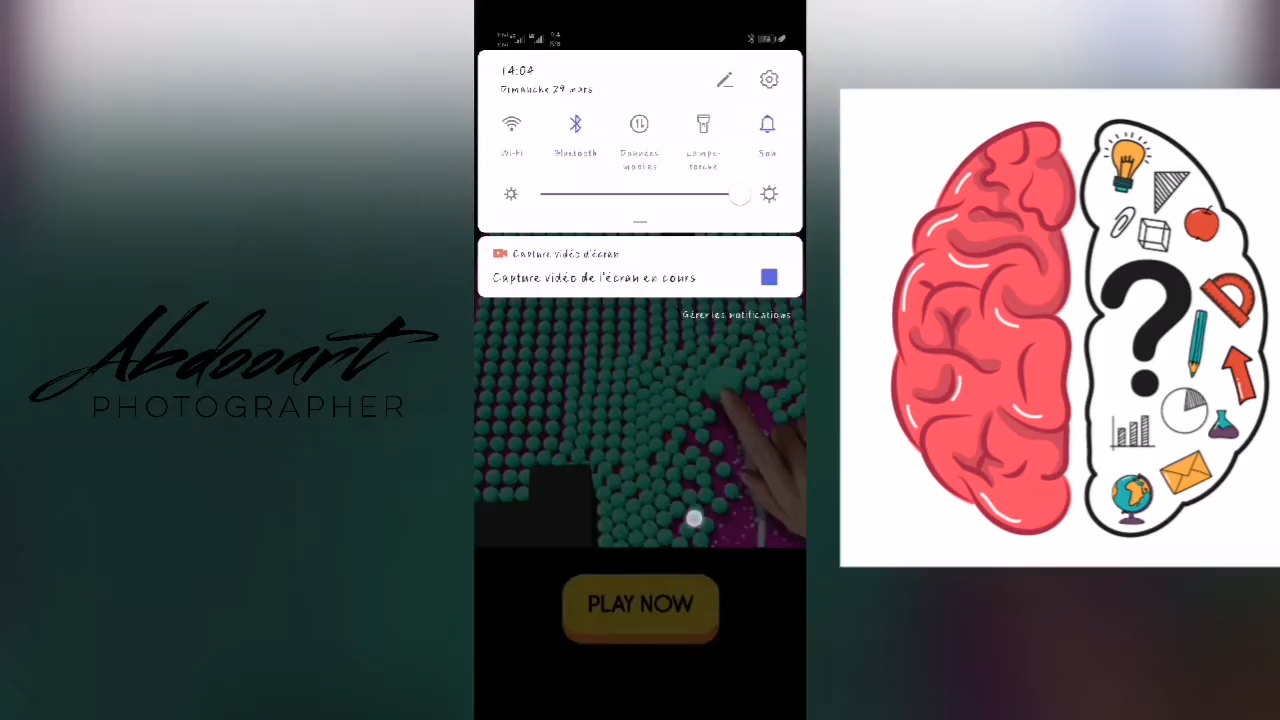 Abdooart
PHOTOGRAPHER
14:04
Dimanche 29 mars
Wi-Fi
Bluetooth
Données
mobiles
Lampe-
torche
Son
Capture vidéo d'écran
Capture vidéo de l'écran en cours
Gérer les notifications
PLAY NOW
?